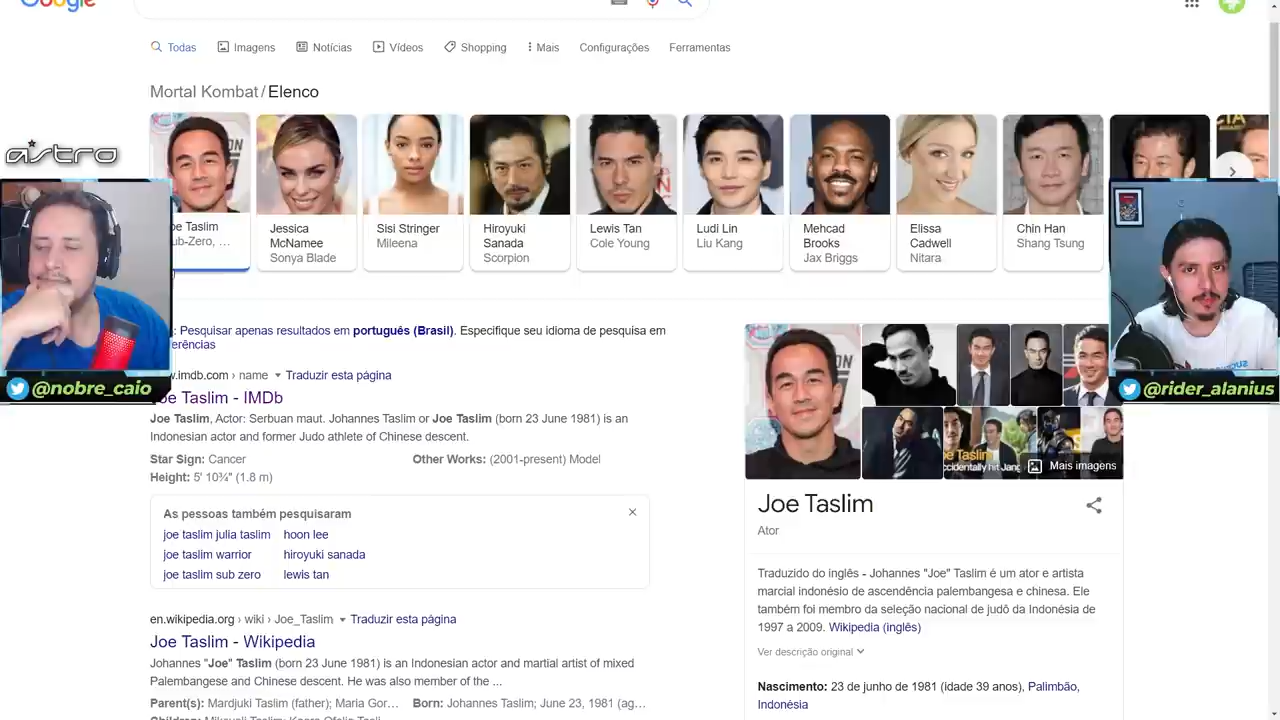 Google
Todas
Imagens
Notícias
Vídeos
Shopping
Mais
Configurações
Ferramentas
Mortal Kombat / Elenco
astro
oe Taslim
ub-Zero, ...
Jessica
McNamee
Sonya Blade
Sisi Stringer
Mileena
Hiroyuki
Sanada
Scorpion
Lewis Tan
Cole Young
Ludi Lin
Liu Kang
Mehcad
Brooks
Jax Briggs
Elissa
Cadwell
Nitara
Chin Han
Shang Tsung
: Pesquisar apenas resultados em português (Brasil). Especifique seu idioma de pesquisa em
erências
w.imdb.com › name
Traduzir esta página
@nobre_caio
@rider_alanius
e Taslim - IMDb
Joe Taslim, Actor: Serbuan maut. Johannes Taslim or Joe Taslim (born 23 June 1981) is an
Indonesian actor and former Judo athlete of Chinese descent.
Star Sign: Cancer
Other Works: (2001-present) Model
Height: 5' 10¾" (1.8 m)
As pessoas também pesquisaram
joe taslim julia taslim
hoon lee
joe taslim warrior
hiroyuki sanada
joe taslim sub zero
lewis tan
en.wikipedia.org › wiki › Joe_Taslim
Traduzir esta página
Joe Taslim - Wikipedia
Johannes "Joe" Taslim (born 23 June 1981) is an Indonesian actor and martial artist of mixed
Palembangese and Chinese descent. He was also member of the ...
Parent(s): Mardjuki Taslim (father); Maria Gor...
Born: Johannes Taslim; June 23, 1981 (ag...
oe Taslim
ccidentally hit Jang
Mais imagens
Joe Taslim
Ator
Traduzido do inglês - Johannes "Joe" Taslim é um ator e artista
marcial indonésio de ascendência palembangesa e chinesa. Ele
também foi membro da seleção nacional de judô da Indonésia de
1997 a 2009. Wikipedia (inglês)
Ver descrição original
Nascimento: 23 de junho de 1981 (idade 39 anos), Palimbão,
Indonésia